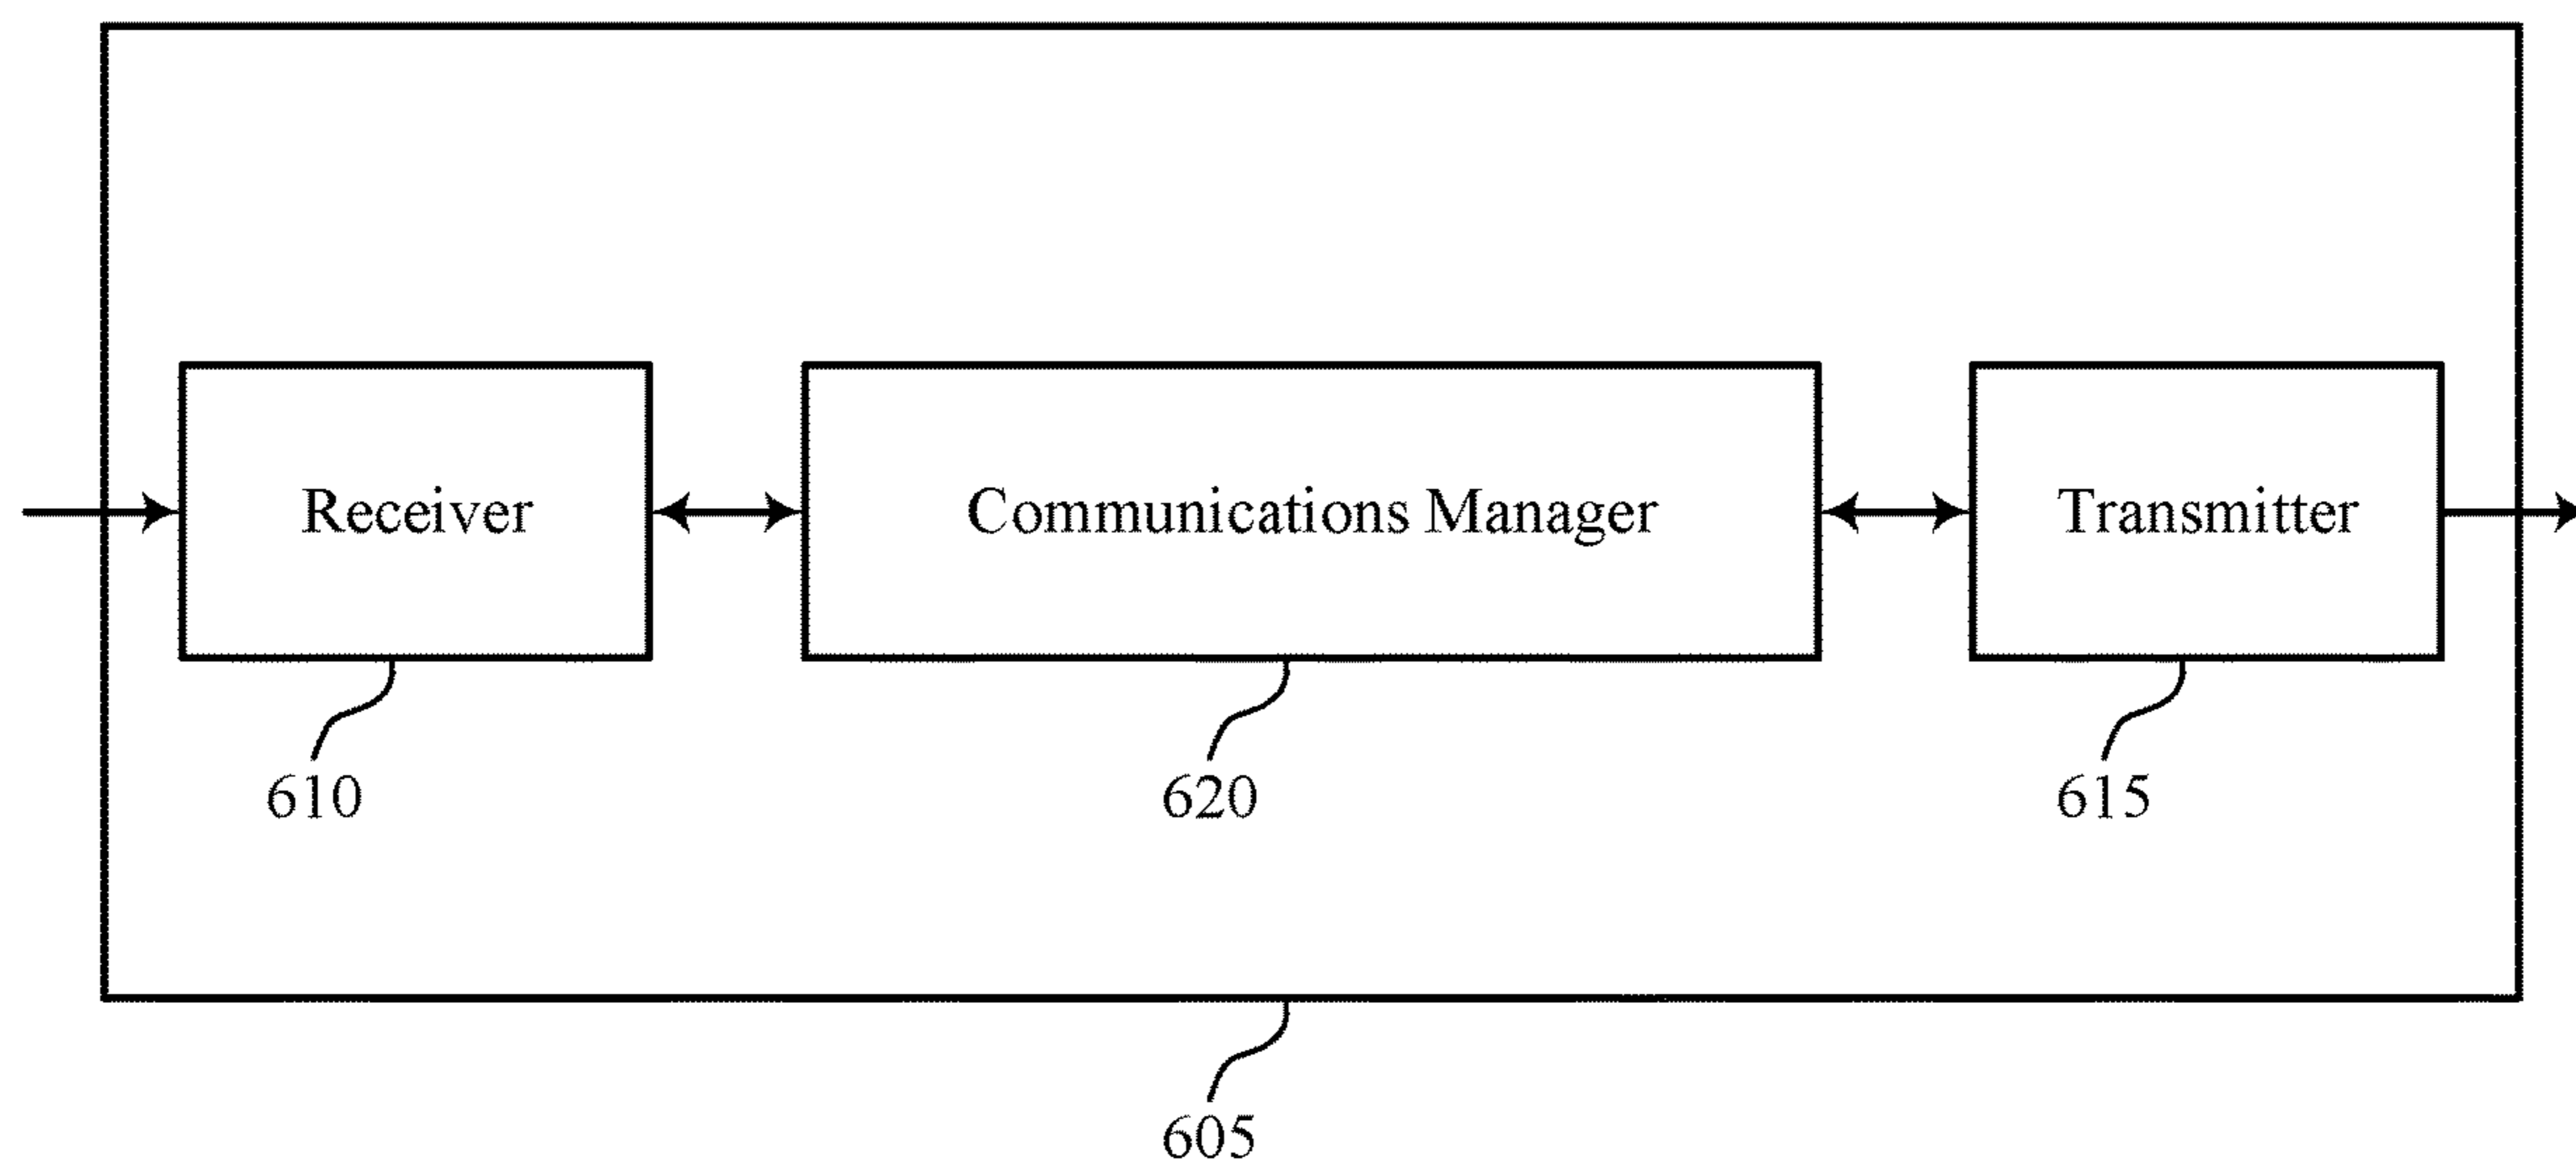 Receiver
Communications Manager
Transmitter
610
620
615
605